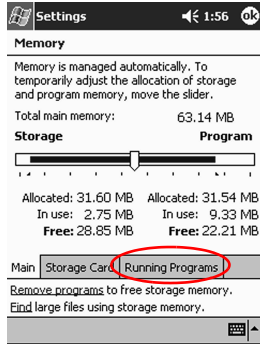 Settings 1:56 ok
Memory
Memory is managed automatically. To
temporarily adjust the allocation of storage
and program memory, move the slider.
Total main memory: 63.14 MB
Storage Program
Allocated: 31.60 MB Allocated: 31.54 MB
In use: 2.75 MB In use: 9.33 MB
Free: 28.85 MB Free: 22.21 MB
Main Storage Card Running Programs
Remove programs to free storage memory.
Find large files using storage memory.